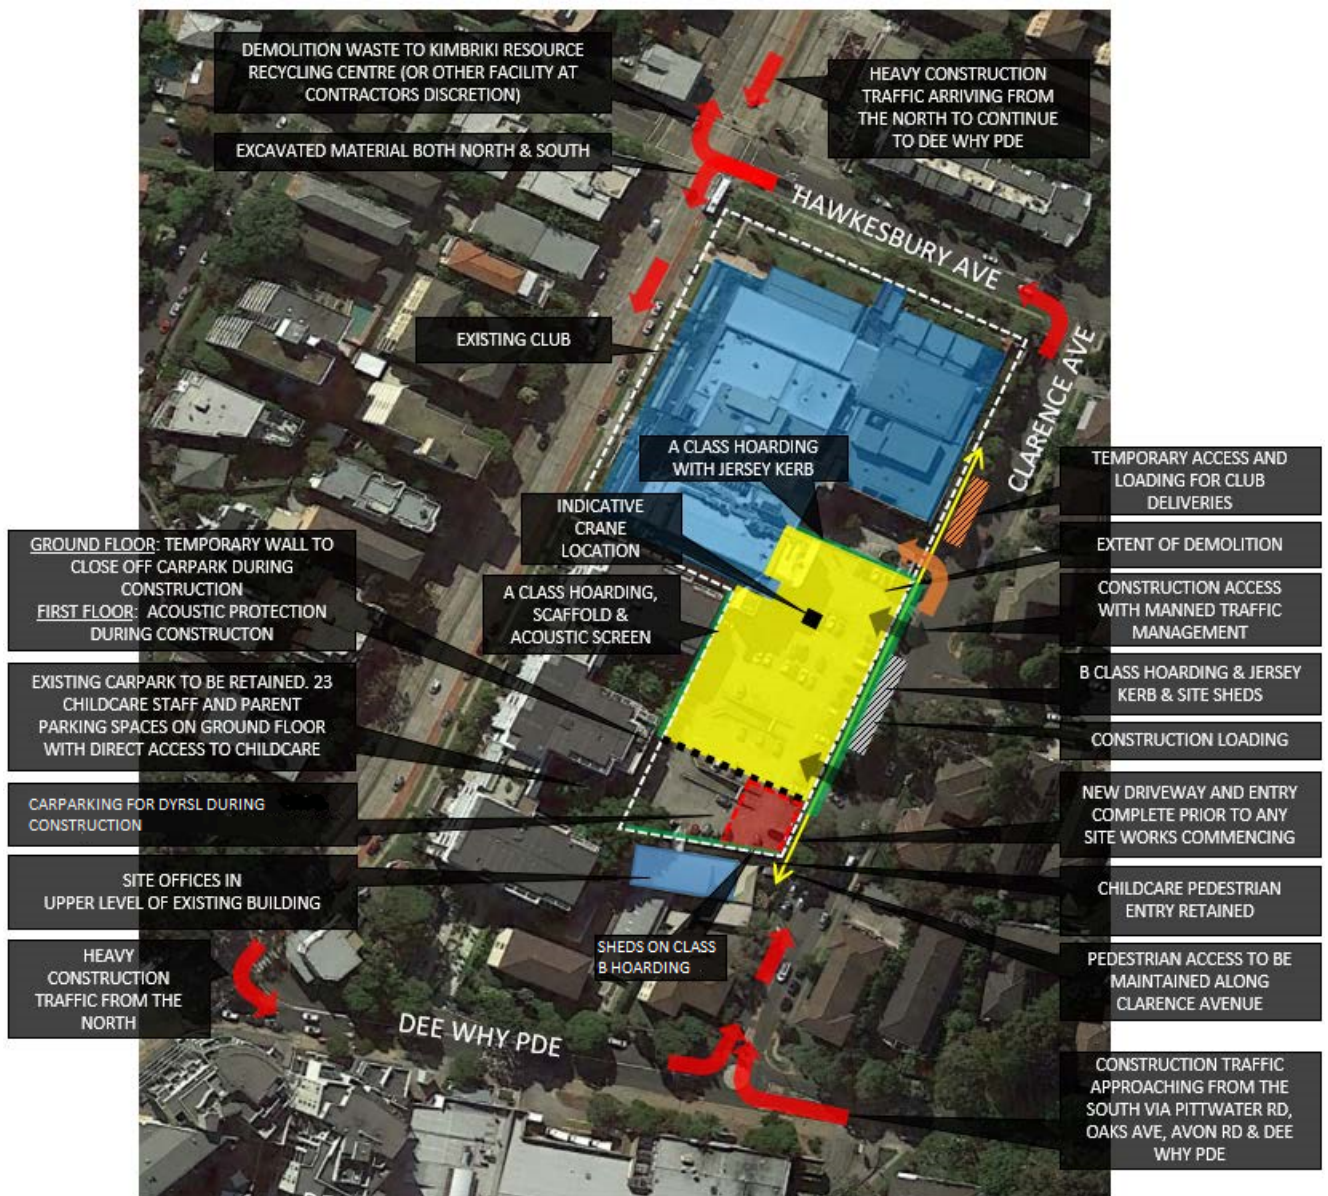 DEMOLITION WASTE TO KIMBRIKI RESOURCE
RECYCLING CENTRE (OR OTHER FACILITY AT
CONTRACTORS DISCRETION)
HEAVY CONSTRUCTION
TRAFFIC ARRIVING FROM
THE NORTH TO CONTINUE
TO DEE WHY PDE
EXCAVATED MATERIAL BOTH NORTH & SOUTH
HAWKESBURY AVE
EXISTING CLUB
CLARENCE AVE
A CLASS HOARDING
WITH JERSEY KERB
TEMPORARY ACCESS AND
LOADING FOR CLUB
DELIVERIES
INDICATIVE
CRANE
LOCATION
EXTENT OF DEMOLITION
GROUND FLOOR: TEMPORARY WALL TO
CLOSE OFF CARPARK DURING
CONSTRUCTION
FIRST FLOOR: ACOUSTIC PROTECTION
DURING CONSTRUCTON
A CLASS HOARDING,
SCAFFOLD &
ACOUSTIC SCREEN
CONSTRUCTION ACCESS
WITH MANNED TRAFFIC
MANAGEMENT
EXISTING CARPARK TO BE RETAINED. 23
CHILDCARE STAFF AND PARENT
PARKING SPACES ON GROUND FLOOR
WITH DIRECT ACCESS TO CHILDCARE
B CLASS HOARDING & JERSEY
KERB & SITE SHEDS
CONSTRUCTION LOADING
CARPARKING FOR DYRSL DURING
CONSTRUCTION
NEW DRIVEWAY AND ENTRY
COMPLETE PRIOR TO ANY
SITE WORKS COMMENCING
SITE OFFICES IN
UPPER LEVEL OF EXISTING BUILDING
CHILDCARE PEDESTRIAN
ENTRY RETAINED
SHEDS ON CLASS
B HOARDING
HEAVY
CONSTRUCTION
TRAFFIC FROM THE
NORTH
PEDESTRIAN ACCESS TO BE
MAINTAINED ALONG
CLARENCE AVENUE
DEE WHY PDE
CONSTRUCTION TRAFFIC
APPROACHING FROM THE
SOUTH VIA PITTWATER RD,
OAKS AVE, AVON RD & DEE
WHY PDE